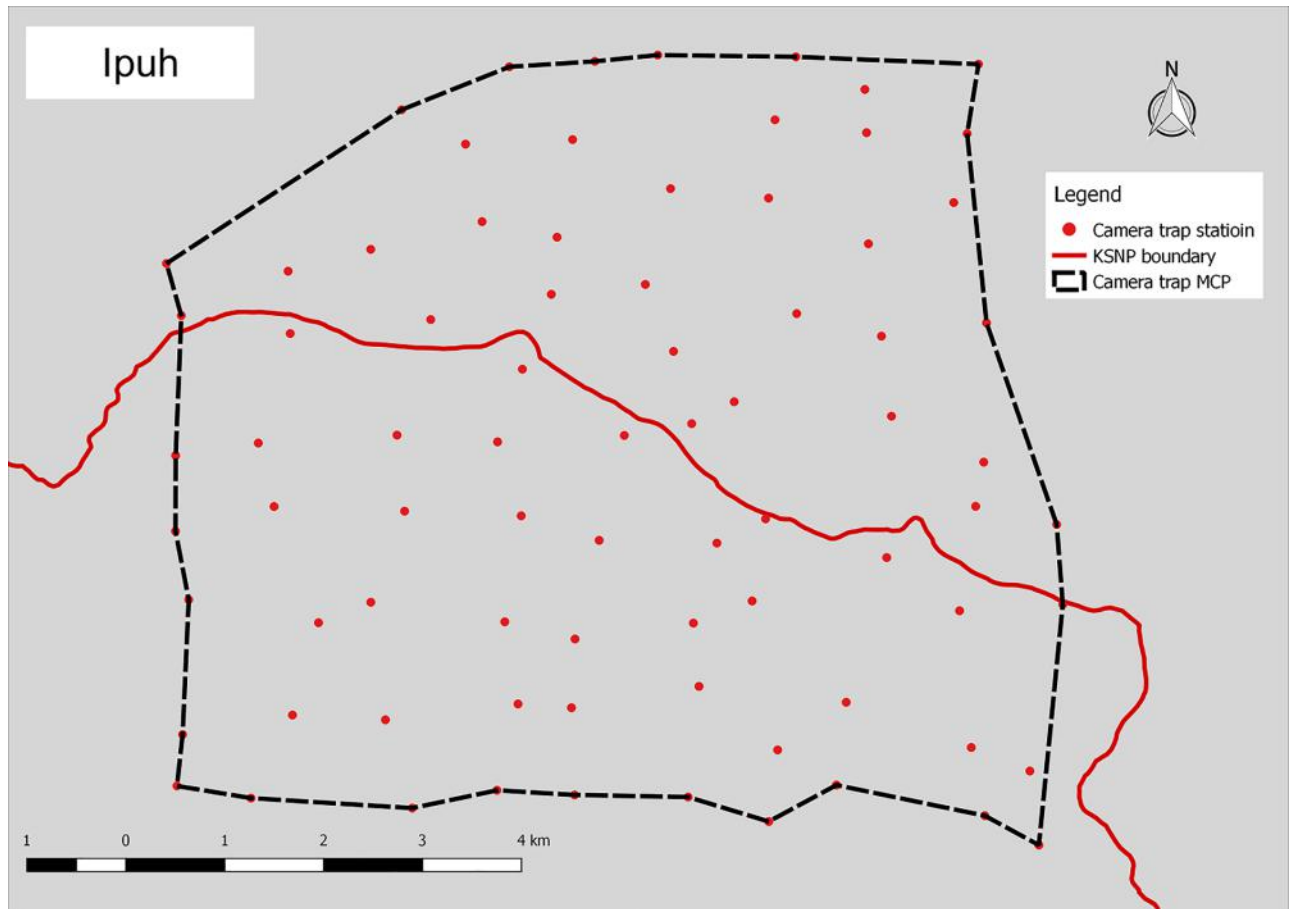 Ipuh
N
Legend
Camera trap statioin
KSNP boundary
Camera trap MCP
1 0 1 2 3 4 km